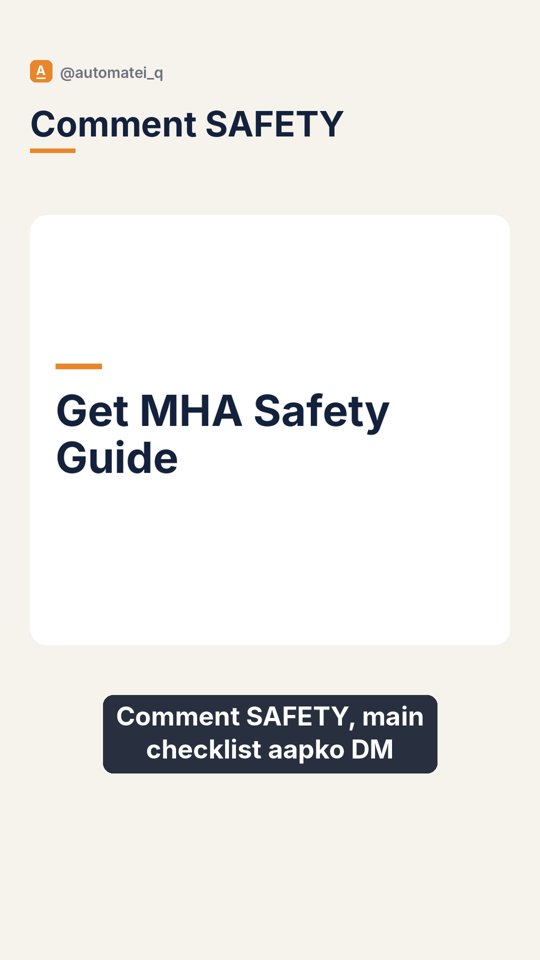 A
@automatei_q
Comment SAFETY
Get MHA Safety
Guide
Comment SAFETY, main
checklist aapko DM